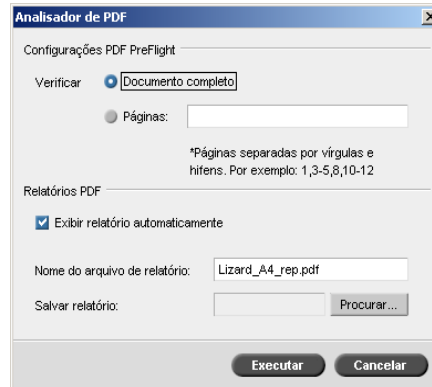 Analisador de PDF
Configurações PDF PreFlight
Verificar Documento completo
Páginas:
*Páginas separadas por vírgulas e
hifens. Por exemplo: 1,3-5,8,10-12
Relatórios PDF
Exibir relatório automaticamente
Nome do arquivo de relatório: Lizard_A4_rep.pdf
Salvar relatório: Procurar...
Executar Cancelar